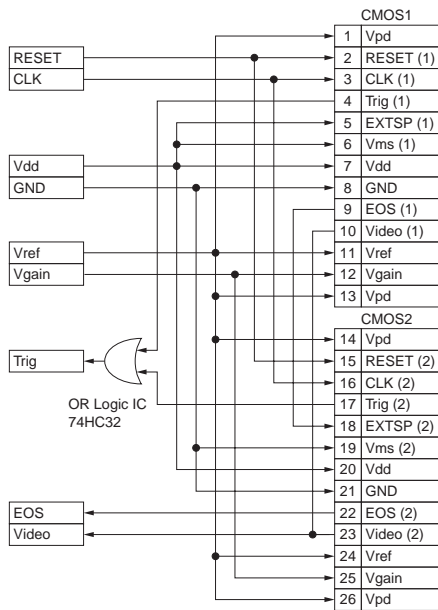 CMOS1
1 Vpd
RESET
2 RESET (1)
CLK
3 CLK (1)
4 Trig (1)
5 EXTSP (1)
6 Vms (1)
Vdd
7 Vdd
GND
8 GND
9 EOS (1)
10 Video (1)
Vref
11 Vref
Vgain
12 Vgain
13 Vpd
CMOS2
14 Vpd
Trig
15 RESET (2)
16 CLK (2)
OR Logic IC
74HC32
17 Trig (2)
18 EXTSP (2)
19 Vms (2)
20 Vdd
21 GND
EOS
22 EOS (2)
Video
23 Video (2)
24 Vref
25 Vgain
26 Vpd